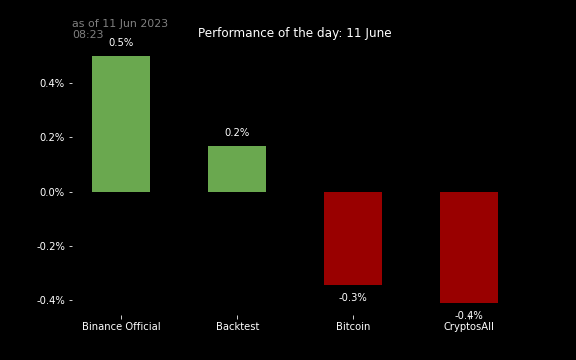 as of 11 Jun 2023
08:23
Performance of the day: 11 June
0.5%
0.4%
0.2%
0.2%
0.0%
-0.2%
-0.3%
-0.4%
-0.4%
Binance Official
Backtest
Bitcoin
CryptosAll